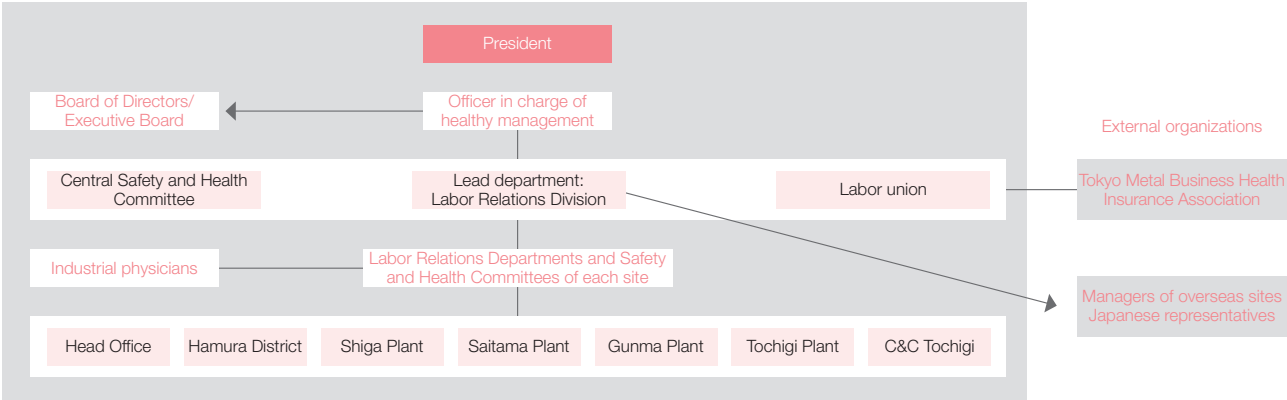 President
Board of Directors/
Executive Board
Officer in charge of
healthy management
External organizations
Central Safety and Health
Committee
Lead department:
Labor Relations Division
Labor union
Tokyo Metal Business Health
Insurance Association
Industrial physicians
Labor Relations Departments and Safety
and Health Committees of each site
Managers of overseas sites
Japanese representatives
Head Office
Hamura District
Shiga Plant
Saitama Plant
Gunma Plant
Tochigi Plant
C&C Tochigi